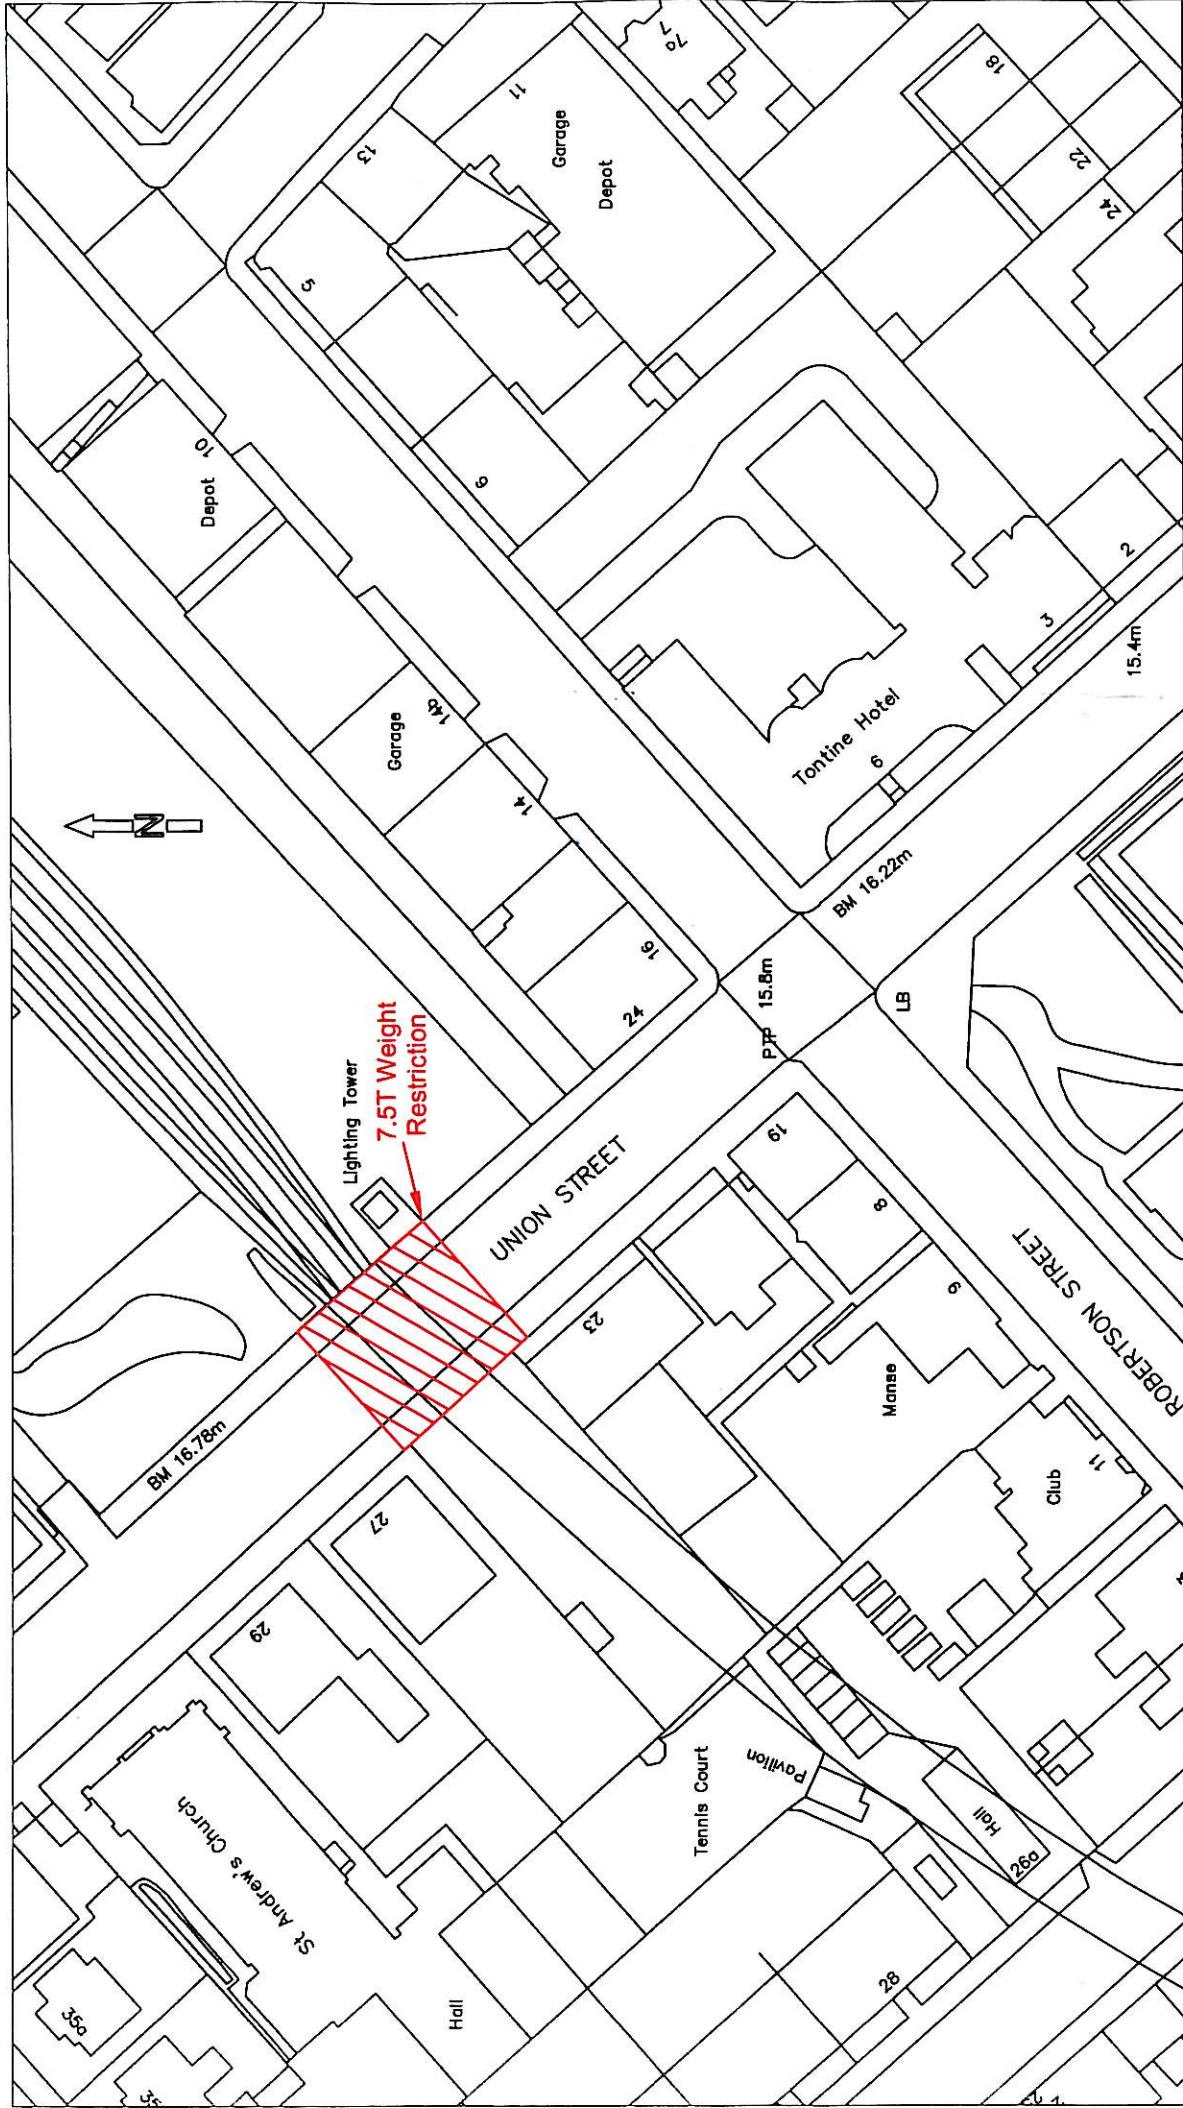 7a
7
11
Garage
Depot
18
22
24
13
5
9
10
Depot
14b
Garage
14
16
24
Tontine Hotel
6
3
2
15.4m
BM 16.22m
15.8m
PTP
LB
N
7.5T Weight
Restriction
Lighting Tower
UNION STREET
ROBERTSON STREET
19
8
9
23
Manse
11
Club
BM 16.78m
27
29
St Andrew's Church
Tennis Court
Pavilion
Hall
26a
28
Hall
35a
35